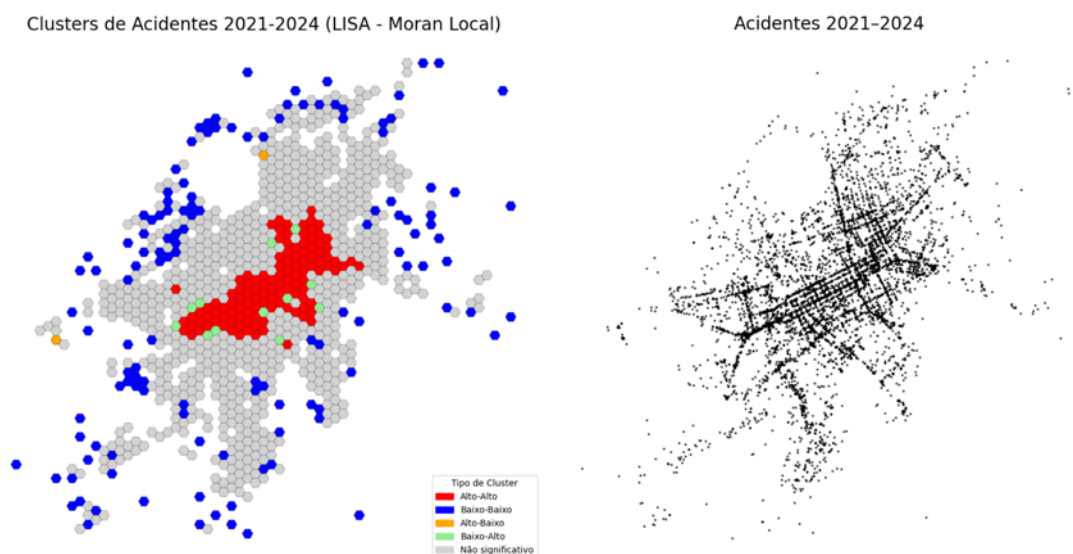 Clusters de Acidentes 2021-2024 (LISA - Moran Local)
Acidentes 2021–2024
Tipo de Cluster
Alto-Alto
Baixo-Baixo
Alto-Baixo
Baixo-Alto
Não significativo